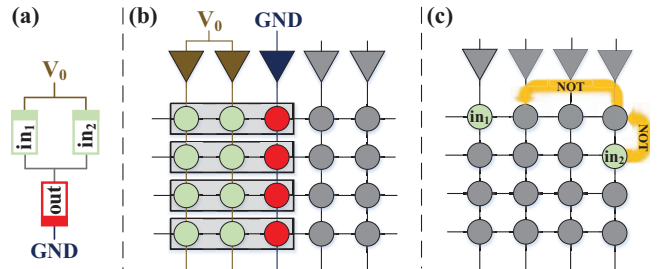 (a)
V0
in1
in2
out
GND
(b)
V0
GND
(c)
NOT
in1
NOT
in2